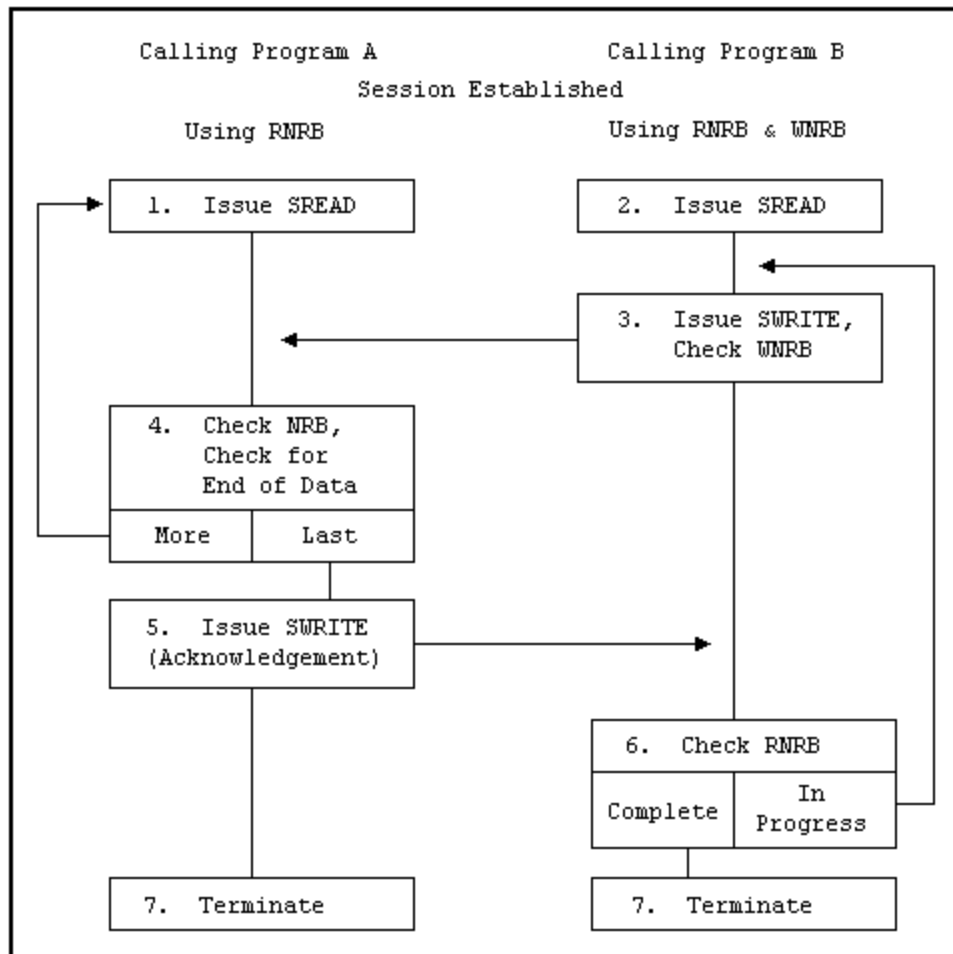 Calling Program A
Calling Program B
Session Established
Using RNRB
Using RNRB & WNRB
1. Issue SREAD
2. Issue SREAD
3. Issue SWRITE,
Check WNRB
4. Check NRB,
Check for
End of Data
More
Last
5. Issue SWRITE
(Acknowledgement)
6. Check RNRB
Complete
In
Progress
7. Terminate
7. Terminate